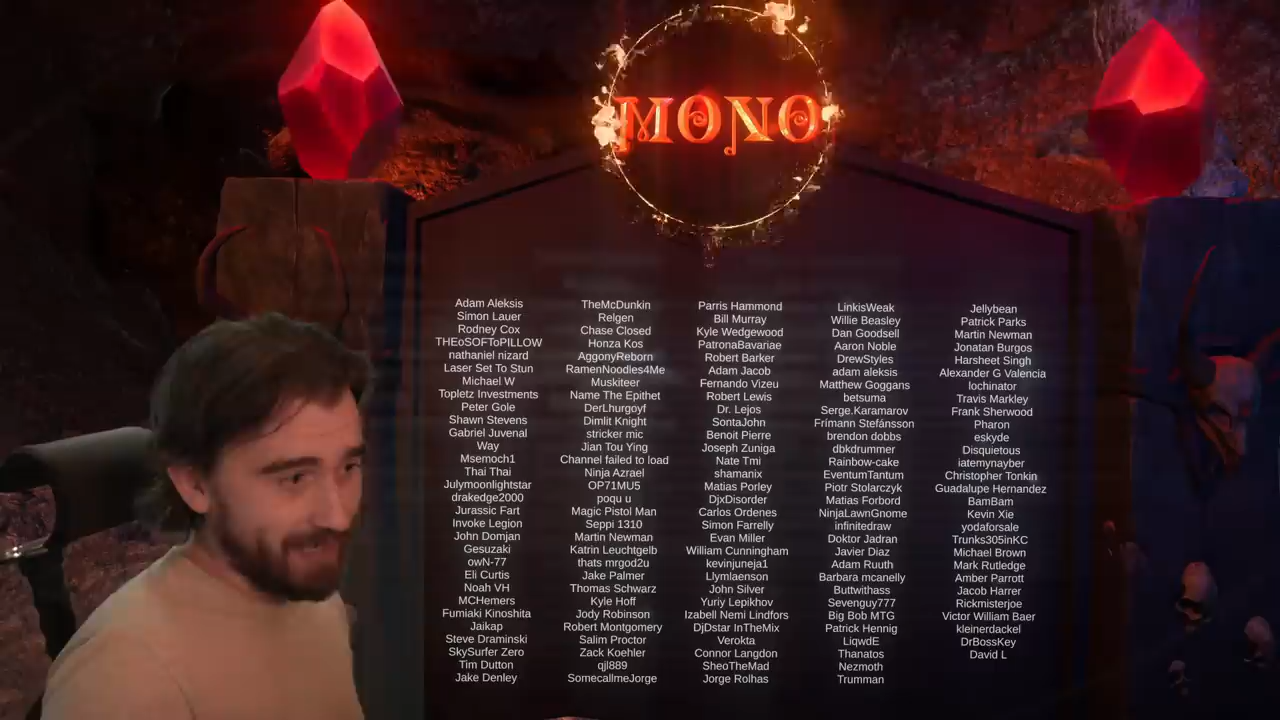 MONO
Adam Aleksis
Simon Lauer
Rodney Cox
THEoSOFToPILLOW
nathaniel nizard
Laser Set To Stun
Michael W
Topletz Investments
Peter Gole
Shawn Stevens
Gabriel Juvenal
Way
Msemoch1
Thai Thai
Julymoonlightstar
drakedge2000
Jurassic Fart
Invoke Legion
John Domjan
Gesuzaki
owN-77
Eli Curtis
Noah VH
MCHemers
Fumiaki Kinoshita
Jaikap
Steve Draminski
SkySurfer Zero
Tim Dutton
Jake Denley
TheMcDunkin
Relgen
Chase Closed
Honza Kos
AggonyReborn
RamenNoodles4Me
Muskiteer
Name The Epithet
DerLhurgoyf
Dimlit Knight
stricker mic
Jian Tou Ying
Channel failed to load
Ninja Azrael
OP71MU5
poqu u
Magic Pistol Man
Seppi 1310
Martin Newman
Katrin Leuchtgelb
thats mrgod2u
Jake Palmer
Thomas Schwarz
Kyle Hoff
Jody Robinson
Robert Montgomery
Salim Proctor
Zack Koehler
qjl889
SomecallmeJorge
Parris Hammond
Bill Murray
Kyle Wedgewood
PatronaBavariae
Robert Barker
Adam Jacob
Fernando Vizeu
Robert Lewis
Dr. Lejos
SontaJohn
Benoit Pierre
Joseph Zuniga
Nate Tmi
shamanix
Matias Porley
DjxDisorder
Carlos Ordenes
Simon Farrelly
Evan Miller
William Cunningham
kevinjuneja1
Llymlaenson
John Silver
Yuriy Lepikhov
Izabell Nemi Lindfors
DjDstar InTheMix
Verokta
Connor Langdon
SheoTheMad
Jorge Rolhas
LinkisWeak
Willie Beasley
Dan Goodsell
Aaron Noble
DrewStyles
adam aleksis
Matthew Goggans
betsuma
Serge.Karamarov
Frímann Stefánsson
brendon dobbs
dbkdrummer
Rainbow-cake
EventumTantum
Piotr Stolarczyk
Matias Forbord
NinjaLawnGnome
infinitedraw
Doktor Jadran
Javier Diaz
Adam Ruuth
Barbara mcanelly
Buttwithass
Sevenguy777
Big Bob MTG
Patrick Hennig
LiqwdE
Thanatos
Nezmoth
Trumman
Jellybean
Patrick Parks
Martin Newman
Jonatan Burgos
Harsheet Singh
Alexander G Valencia
lochinator
Travis Markley
Frank Sherwood
Pharon
eskyde
Disquietous
iatemynayber
Christopher Tonkin
Guadalupe Hernandez
BamBam
Kevin Xie
yodaforsale
Trunks305inKC
Michael Brown
Mark Rutledge
Amber Parrott
Jacob Harrer
Rickmisterjoe
Victor William Baer
kleinerdackel
DrBossKey
David L